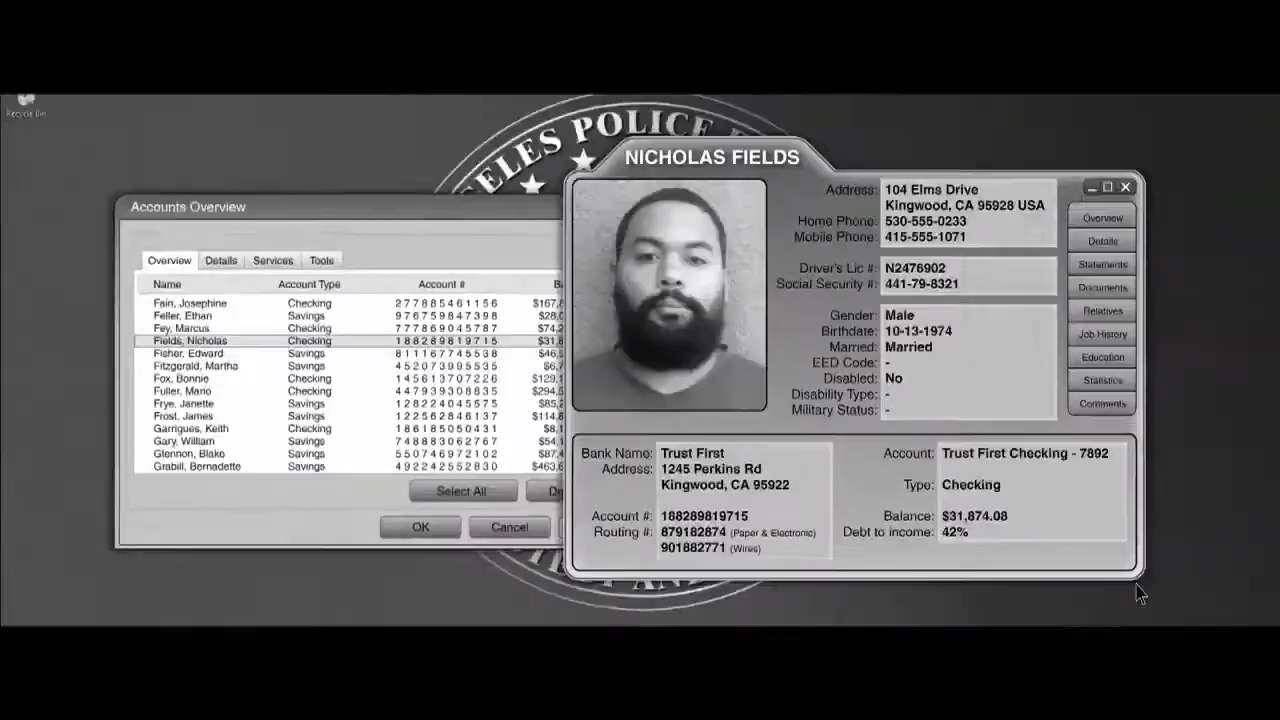 Recycle Bin
ELES POLICE
NICHOLAS FIELDS
Accounts Overview
Overview Details Services Tools
Name Account Type Account #
Fain, Josephine Checking 277885461156 $167,8
Feller, Ethan Savings 976759847398 $28,0
Fey, Marcus Checking 777869045787 $74,2
Fields, Nicholas Checking 188289819715 $31,8
Fisher, Edward Savings 811167745538 $46,5
Fitzgerald, Martha Savings 452073995535 $6,7
Fox, Bonnie Checking 145613707226 $129,1
Fuller, Mario Checking 447939308835 $294,5
Frye, Janette Savings 128224045575 $85,2
Frost, James Savings 122562846137 $114,8
Garrigues, Keith Checking 186185050431 $8,1
Gary, William Savings 748883062767 $54,1
Glennon, Blake Savings 550746972102 $87,4
Grabill, Bernadette Savings 492242552830 $463,6
Select All
OK Cancel
Address: 104 Elms Drive
Kingwood, CA 95928 USA
Home Phone: 530-555-0233
Mobile Phone: 415-555-1071
Driver's Lic #: N2476902
Social Security #: 441-79-8321
Gender: Male
Birthdate: 10-13-1974
Married: Married
EED Code: -
Disabled: No
Disability Type: -
Military Status: -
Overview
Details
Statements
Documents
Relatives
Job History
Education
Statistics
Comments
Bank Name: Trust First
Address: 1245 Perkins Rd
Kingwood, CA 95922
Account #: 188289819715
Routing #: 879182874 (Paper & Electronic)
901882771 (Wires)
Account: Trust First Checking - 7892
Type: Checking
Balance: $31,874.08
Debt to income: 42%